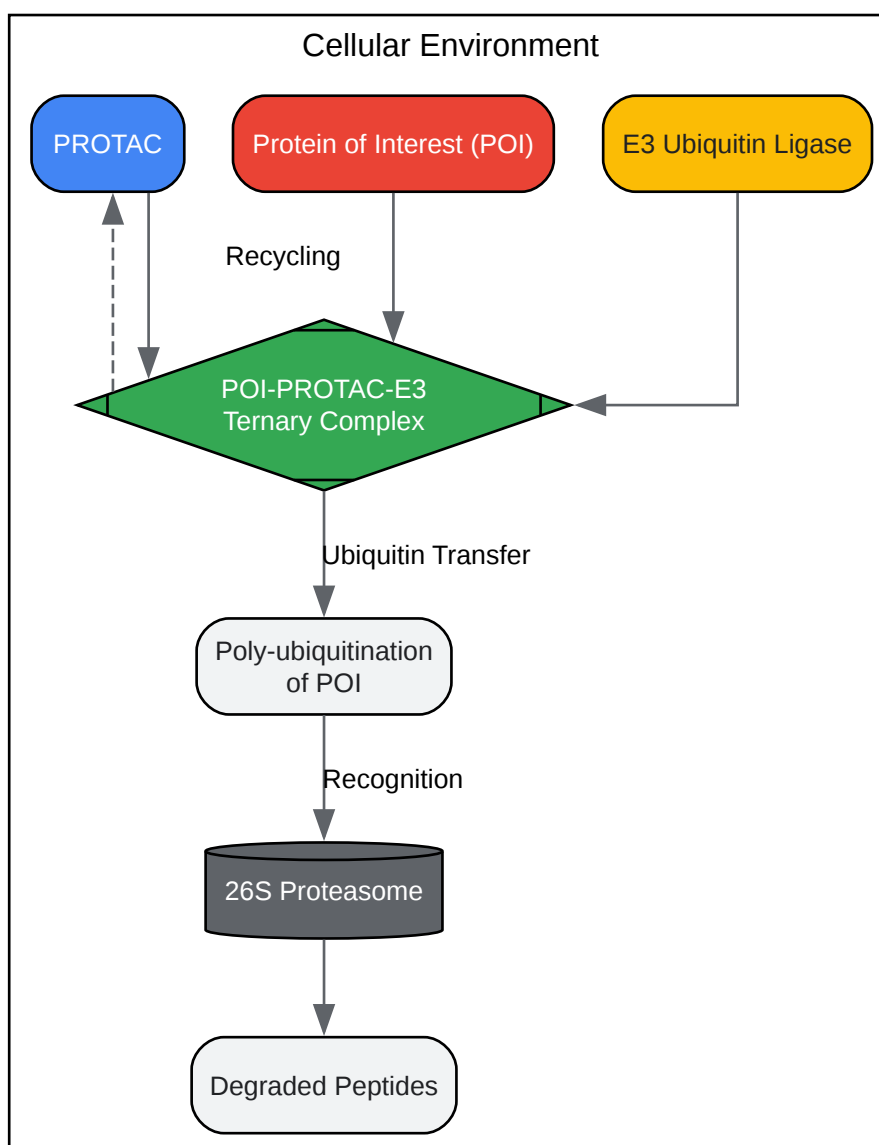 Cellular Environment
PROTAC
Protein of Interest (POI)
E3 Ubiquitin Ligase
Recycling
POI-PROTAC-E3
Ternary Complex
Ubiquitin Transfer
Poly-ubiquitination
of POI
Recognition
26S Proteasome
Degraded Peptides